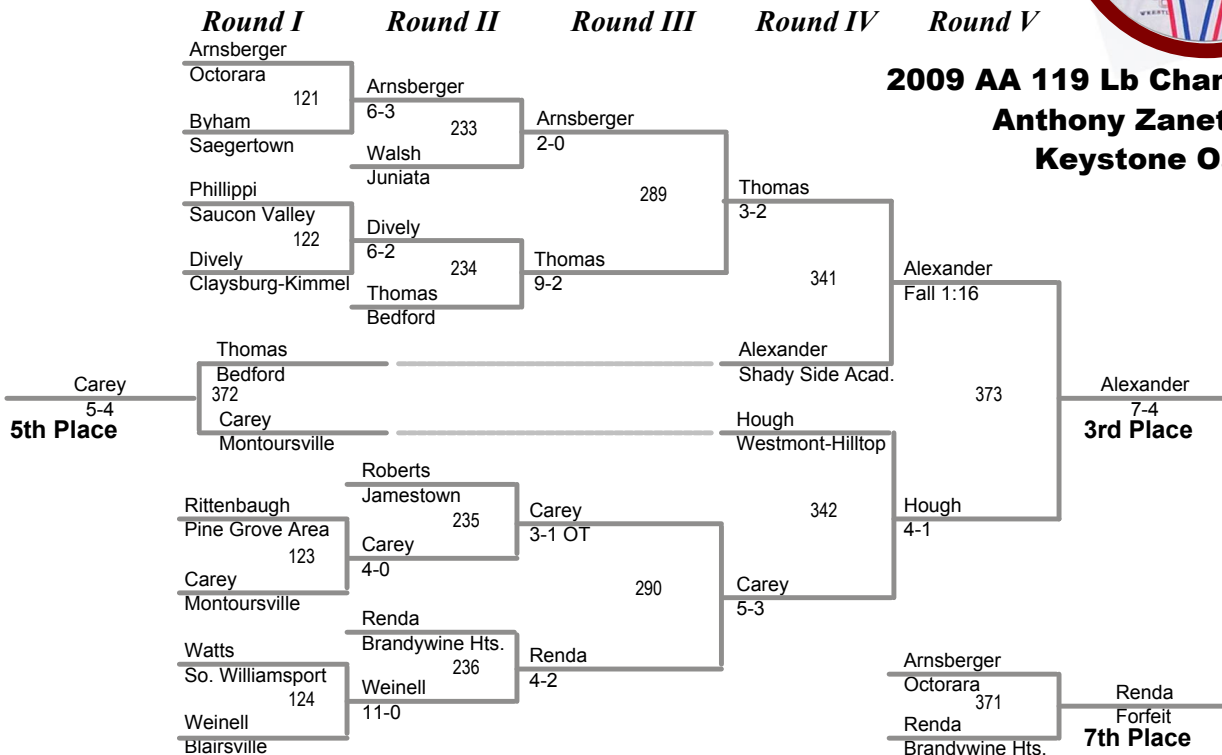 Round I Round II Round III Round IV Round V
2009 AA 119 Lb
Anthony
Keystone
Arnsberger
Octorara
121
Byham
Saegertown
Phillippi
Saucon Valley
122
Dively
Claysburg-Kimmel
Arnsberger
6-3
233
Walsh
Juniata
Dively
6-2
234
Thomas
Bedford
Arnsberger
2-0
289
Thomas
9-2
Thomas
3-2
341
Alexander
Shady Side Acad.
Alexander
Fall 1:16
373
Alexander
7-4
3rd Place
Thomas
Bedford
372
Carey
Montoursville
Carey
5-4
5th Place
Hough
Westmont-Hilltop
342
Hough
4-1
Roberts
Jamestown
235
Rittenbaugh
Pine Grove Area
123
Carey
Montoursville
Carey
4-0
Carey
3-1 OT
290
Carey
5-3
Renda
Brandywine Hts.
236
Watts
So. Williamsport
124
Weinell
Blairsville
Weinell
11-0
Renda
4-2
Arnsberger
Octorara
371
Renda
Brandywine Hts.
Renda
Forfeit
7th Place